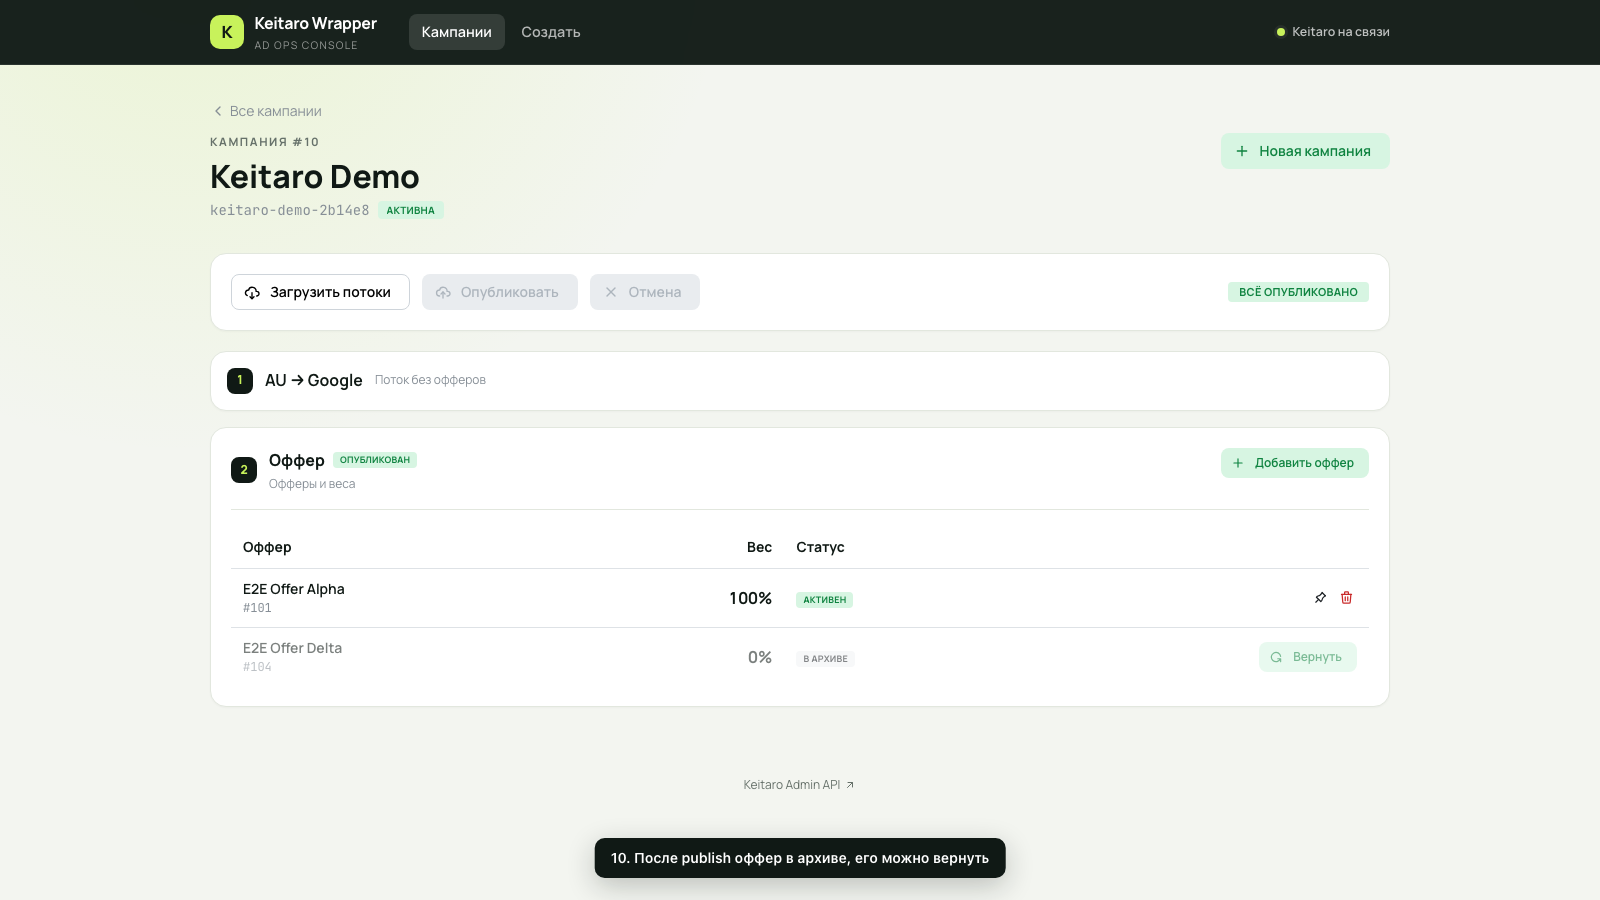 K
Keitaro Wrapper
AD OPS CONSOLE
Кампании
Создать
Keitaro на связи
Все кампании
КАМПАНИЯ #10
Keitaro Demo
keitaro-demo-2b14e8
АКТИВНА
Новая кампания
Загрузить потоки
Опубликовать
Отмена
ВСЁ ОПУБЛИКОВАНО
1
AU → Google
Поток без офферов
2
Оффер
ОПУБЛИКОВАН
Офферы и веса
Добавить оффер
Оффер
Вес
Статус
E2E Offer Alpha
#101
100%
АКТИВЕН
E2E Offer Delta
#104
0%
В АРХИВЕ
Вернуть
Keitaro Admin API ↗
10. После publish оффер в архиве, его можно вернуть